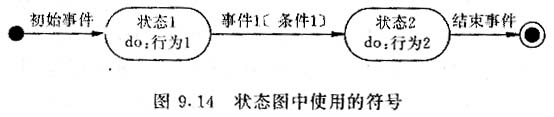 初始事件
状态1
do:行为1
事件1〔条件1〕
状态2
do:行为2
结束事件
图 9.14 状态图中使用的符号